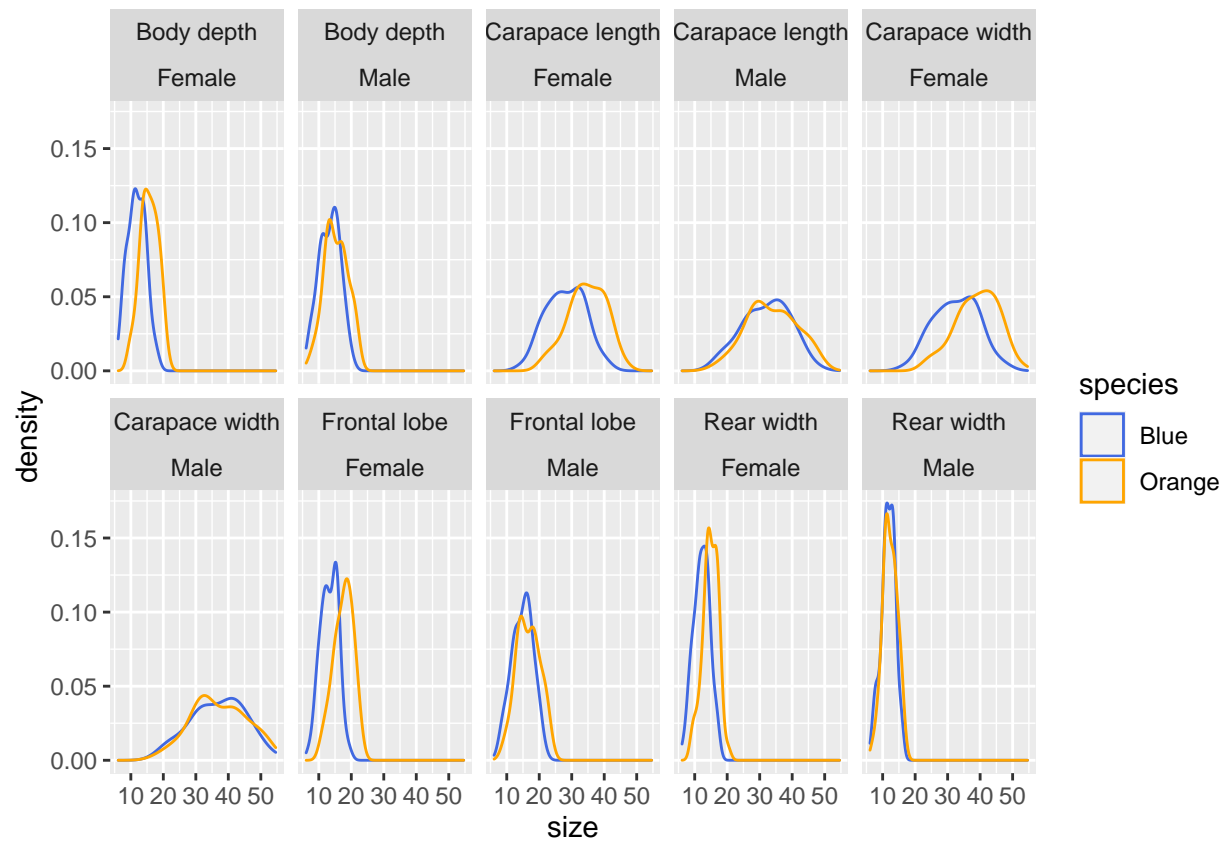 Body depth
Female
Body depth
Male
Carapace length
Female
Carapace length
Male
Carapace width
Female
0.15
0.10
0.05
0.00
density
Carapace width
Male
Frontal lobe
Female
Frontal lobe
Male
Rear width
Female
Rear width
Male
0.15
0.10
0.05
0.00
10 20 30 40 50
10 20 30 40 50
10 20 30 40 50
10 20 30 40 50
10 20 30 40 50
size
species
Blue
Orange